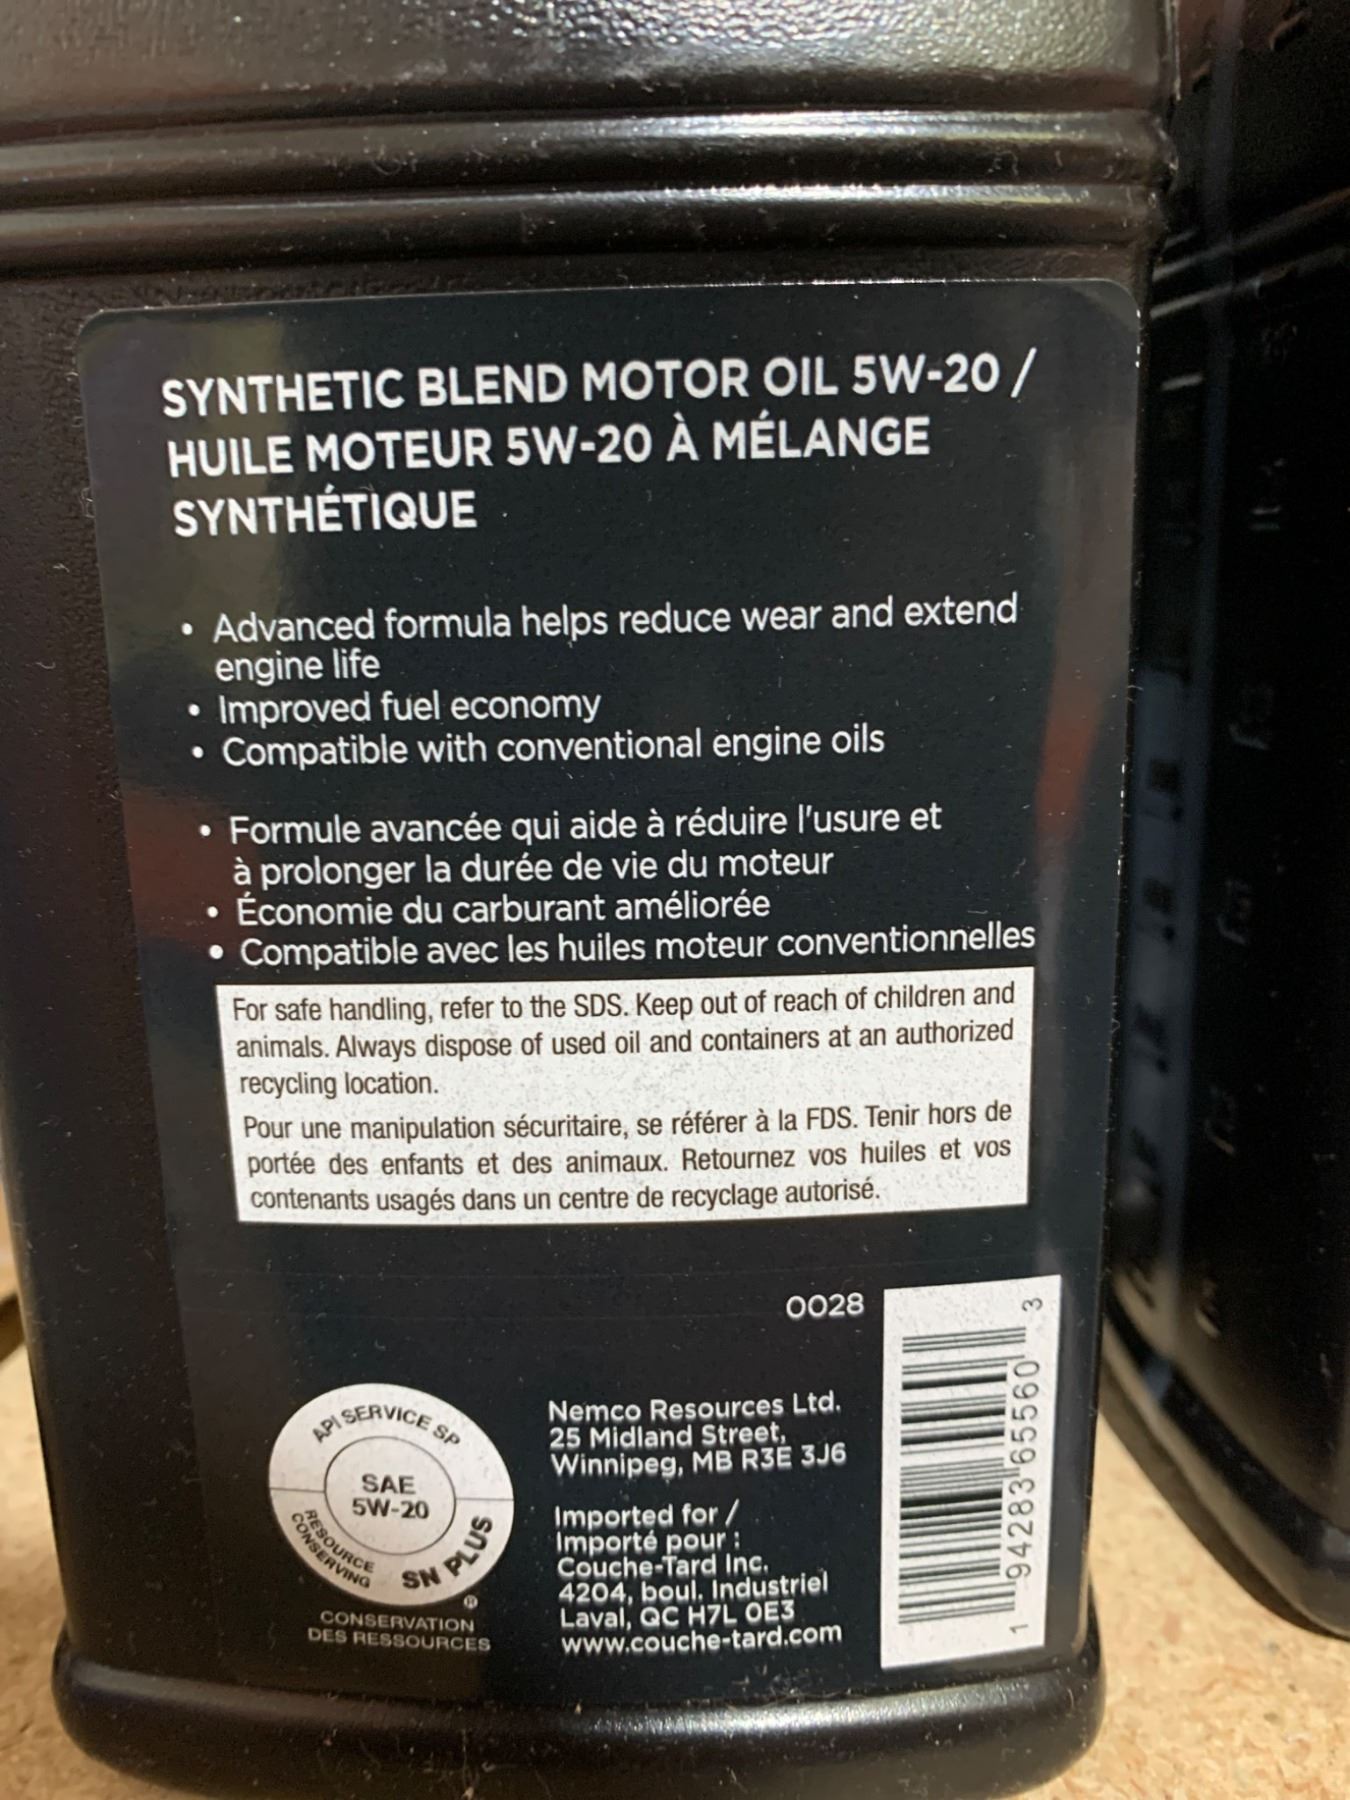 SYNTHETIC BLEND MOTOR OIL 5W-20 /
HUILE MOTEUR 5W-20 À MÉLANGE
SYNTHÉTIQUE
• Advanced formula helps reduce wear and extend
engine life
• Improved fuel economy
• Compatible with conventional engine oils
• Formule avancée qui aide à réduire l'usure et
à prolonger la durée de vie du moteur
• Économie du carburant améliorée
• Compatible avec les huiles moteur conventionnelles
For safe handling, refer to the SDS. Keep out of reach of children and
animals. Always dispose of used oil and containers at an authorized
recycling location.
Pour une manipulation sécuritaire, se référer à la FDS. Tenir hors de
portée des enfants et des animaux. Retournez vos huiles et vos
contenants usagés dans un centre de recyclage autorisé.
0028
API SERVICE SP
SAE
5W-20
RESOURCE
CONSERVING
SN PLUS
®
CONSERVATION
DES RESSOURCES
Nemco Resources Ltd.
25 Midland Street,
Winnipeg, MB R3E 3J6
Imported for /
Importé pour :
Couche-Tard Inc.
4204, boul. Industriel
Laval, QC H7L 0E3
www.couche-tard.com
1 94283 65560 3